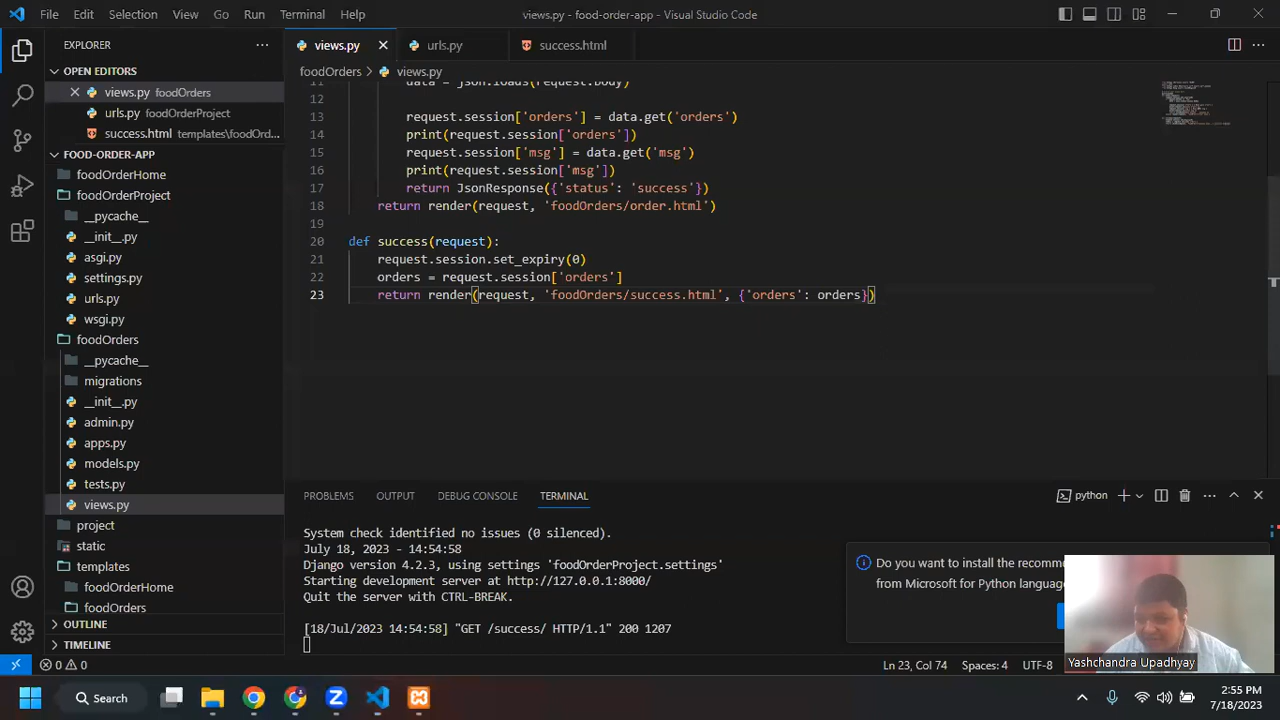 File Edit Selection View Go Run Terminal Help
views.py - food-order-app - Visual Studio Code
EXPLORER
OPEN EDITORS
views.py foodOrders
urls.py foodOrderProject
success.html templates\foodOrd...
FOOD-ORDER-APP
foodOrderHome
foodOrderProject
__pycache__
__init__.py
asgi.py
settings.py
urls.py
wsgi.py
foodOrders
__pycache__
migrations
__init__.py
admin.py
apps.py
models.py
tests.py
views.py
project
static
templates
foodOrderHome
foodOrders
OUTLINE
TIMELINE
views.py
urls.py
success.html
foodOrders > views.py
11 data = json.loads(request.body)
12
13 request.session['orders'] = data.get('orders')
14 print(request.session['orders'])
15 request.session['msg'] = data.get('msg')
16 print(request.session['msg'])
17 return JsonResponse({'status': 'success'})
18 return render(request, 'foodOrders/order.html')
19
20 def success(request):
21 request.session.set_expiry(0)
22 orders = request.session['orders']
23 return render(request, 'foodOrders/success.html', {'orders': orders})
PROBLEMS OUTPUT DEBUG CONSOLE TERMINAL
python
System check identified no issues (0 silenced).
July 18, 2023 - 14:54:58
Django version 4.2.3, using settings 'foodOrderProject.settings'
Starting development server at http://127.0.0.1:8000/
Quit the server with CTRL-BREAK.
[18/Jul/2023 14:54:58] "GET /success/ HTTP/1.1" 200 1207
Do you want to install the recomm
from Microsoft for Python languag
Yashchandra Upadhyay
0 0
Ln 23, Col 74 Spaces: 4 UTF-8
Search
2:55 PM
7/18/2023